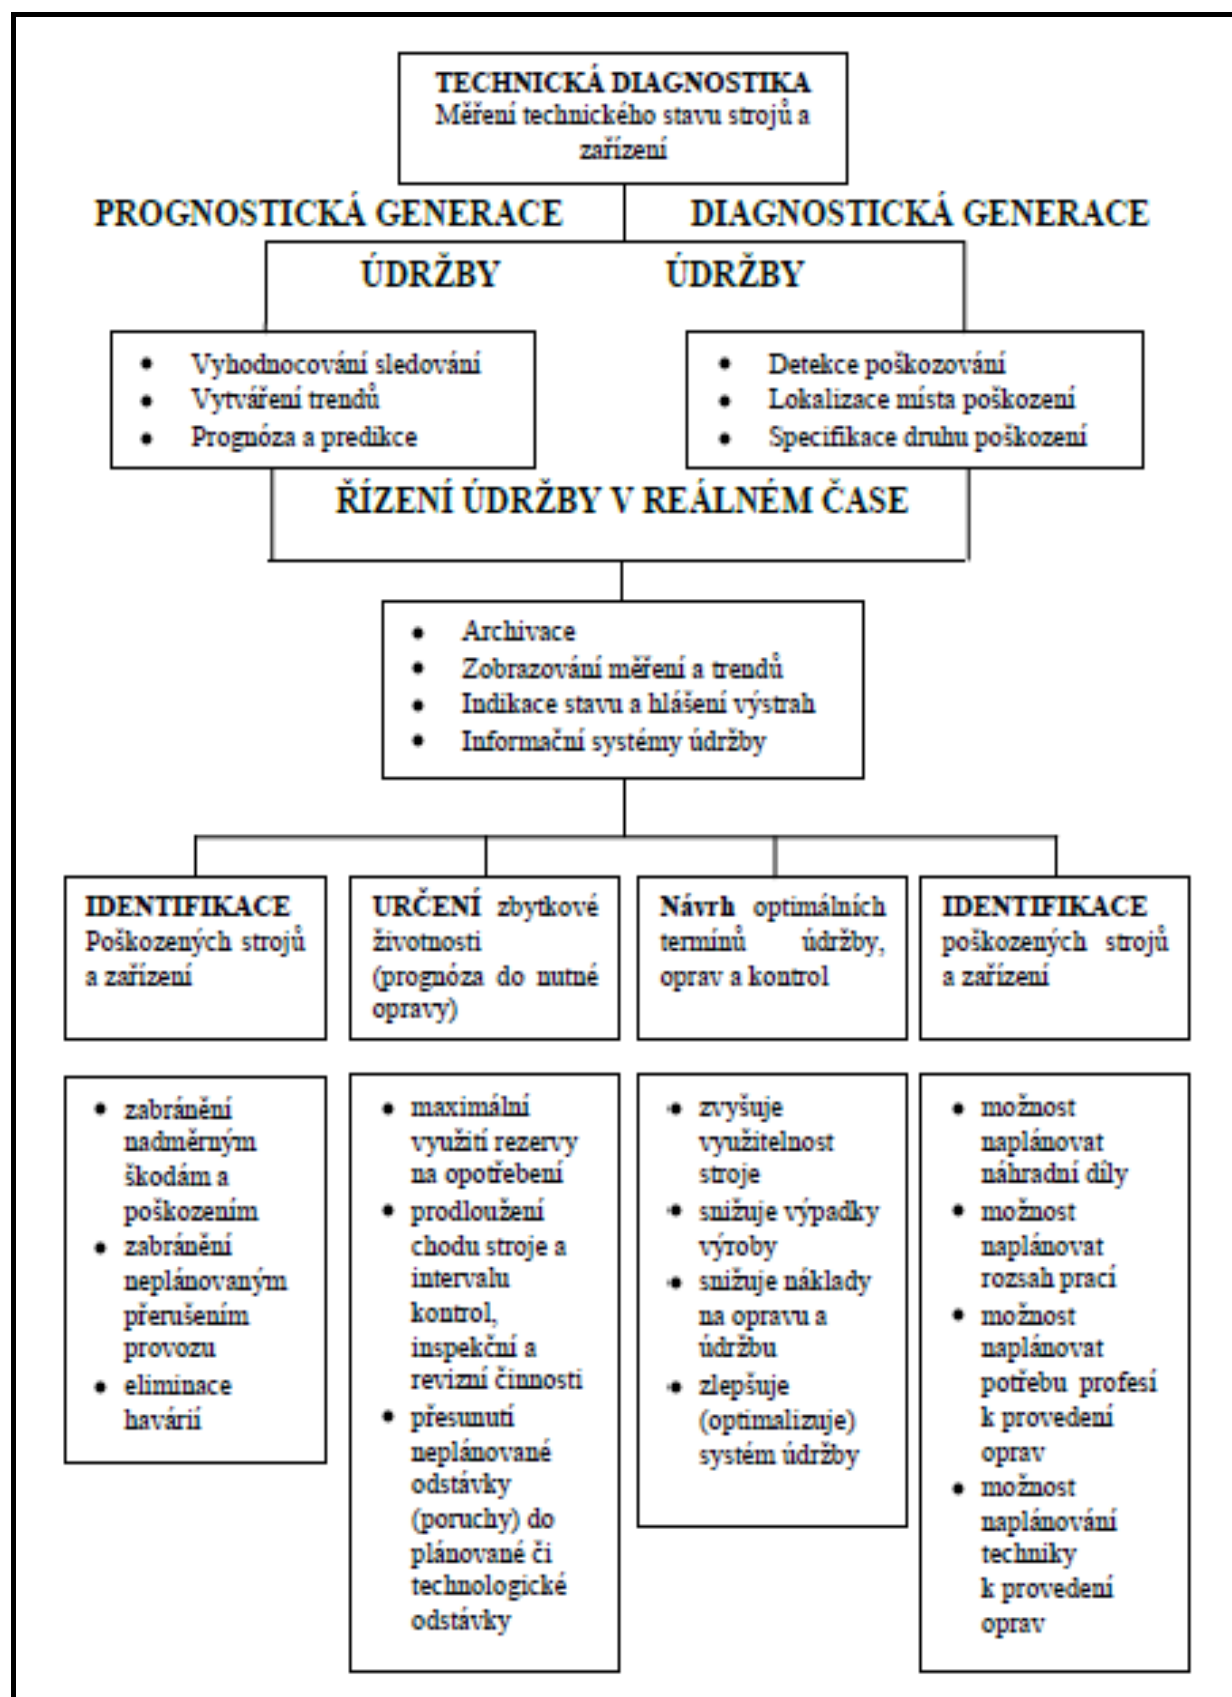 TECHNICKÁ DIAGNOSTIKA
Měření technického stavu strojů a
zařízení
PROGNOSTICKÁ GENERACE
ÚDRŽBY
DIAGNOSTICKÁ GENERACE
ÚDRŽBY
• Vyhodnocování sledování
• Vytváření trendů
• Prognóza a predikce
• Detekce poškozování
• Lokalizace místa poškození
• Specifikace druhu poškození
ŘÍZENÍ ÚDRŽBY V REÁLNÉM ČASE
• Archivace
• Zobrazování měření a trendů
• Indikace stavu a hlášení výstrah
• Informační systémy údržby
IDENTIFIKACE
Poškozených strojů
a zařízení
URČENÍ zbytkové
životnosti
(prognóza do nutné
opravy)
Návrh optimálních
termínů údržby,
oprav a kontrol
IDENTIFIKACE
poškozených strojů
a zařízení
• zabránění
nadměrným
škodám a
poškozením
• zabránění
neplánovaným
přerušením
provozu
• eliminace
havárií
• maximální
využití rezervy
na opotřebení
• prodloužení
chodu stroje a
intervalu
kontrol,
inspekční a
revizní činnosti
• přesunutí
neplánované
odstávky
(poruchy) do
plánované či
technologické
odstávky
• zvyšuje
využitelnost
stroje
• snižuje výpadky
výroby
• snižuje náklady
na opravu a
údržbu
• zlepšuje
(optimalizuje)
systém údržby
• možnost
naplánovat
náhradní díly
• možnost
naplánovat
rozsah prací
• možnost
naplánovat
potřebu profesí
k provedení
oprav
• možnost
naplánování
techniky
k provedení
oprav